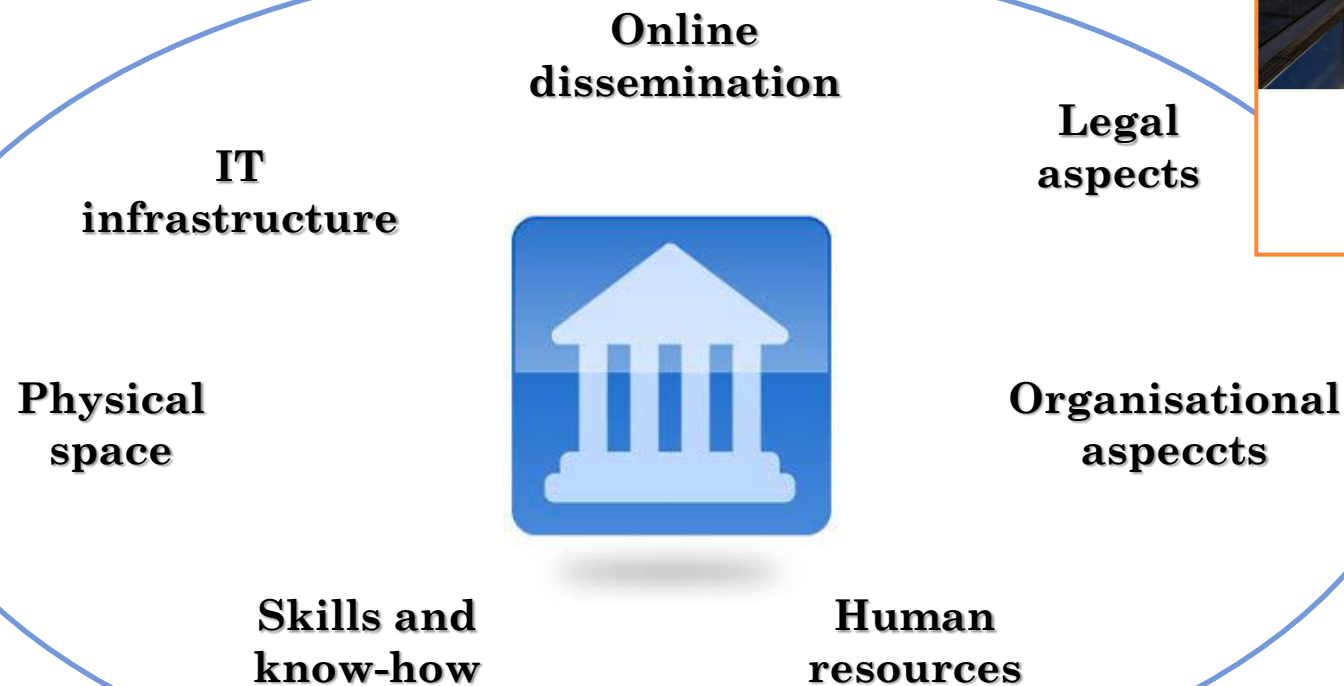 Online
dissemination
Legal
aspects
IT
infrastructure
Physical
space
Organisational
aspeccts
Skills and
know-how
Human
resources